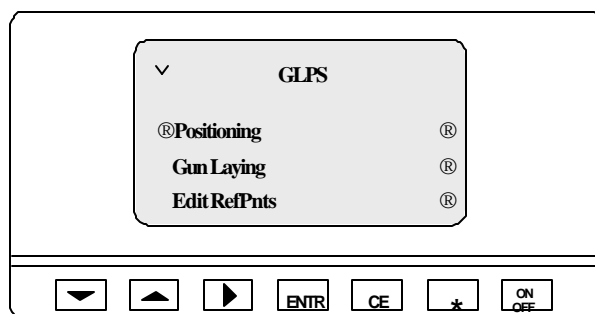 GLPS
®Positioning ®
Gun Laying ®
Edit RefPnts ®
ENTR CE * ON OFF